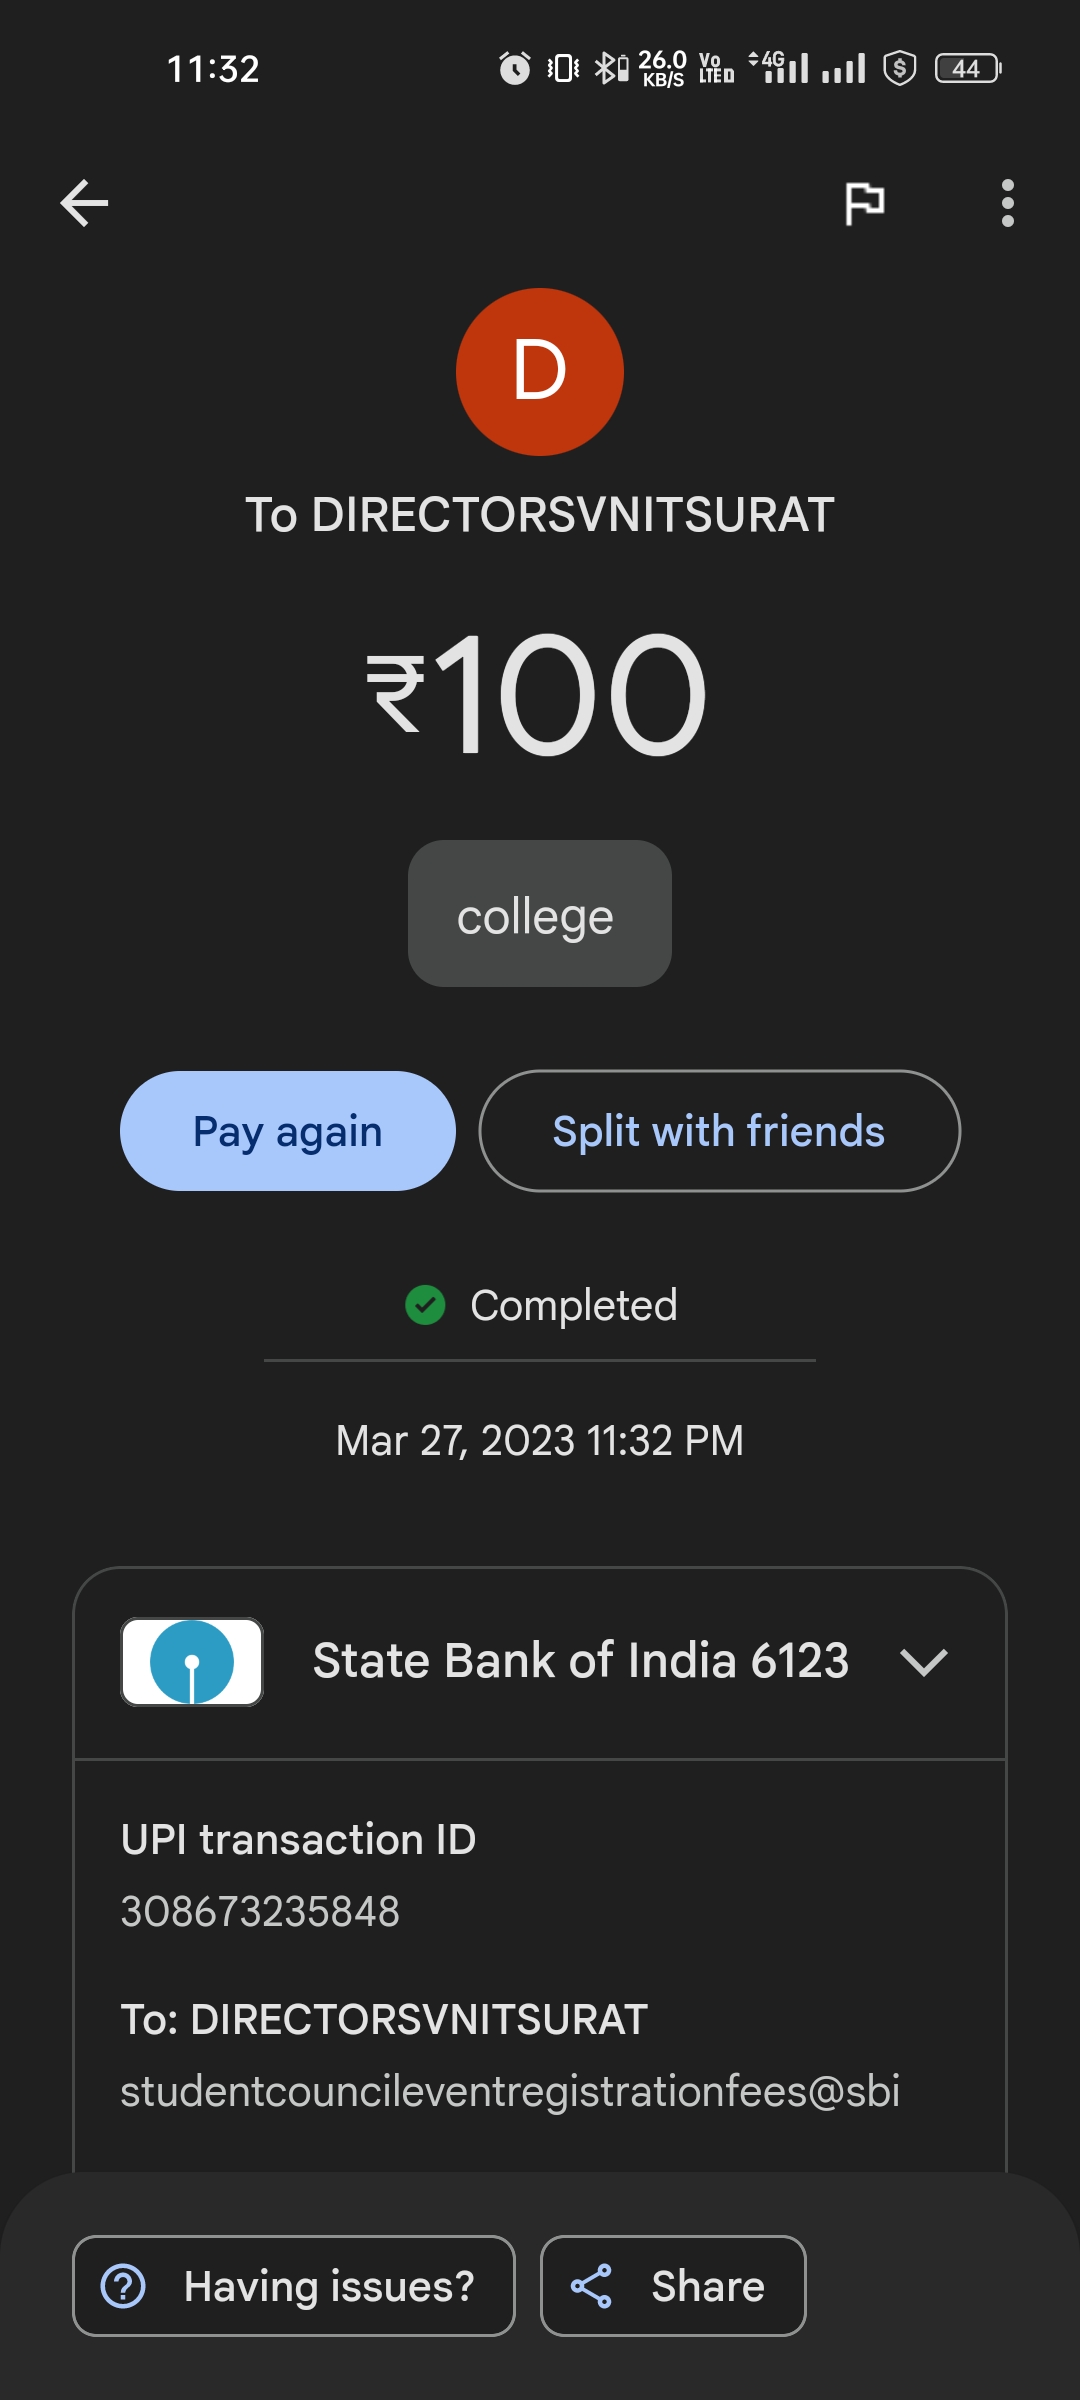 11:32
26.0
KB/S
Vo
LTE
4G
44
D
To DIRECTORSVNITSURAT
₹100
college
Pay again
Split with friends
Completed
Mar 27, 2023 11:32 PM
State Bank of India 6123
UPI transaction ID
308673235848
To: DIRECTORSVNITSURAT
studentcouncileventregistrationfees@sbi
Having issues?
Share